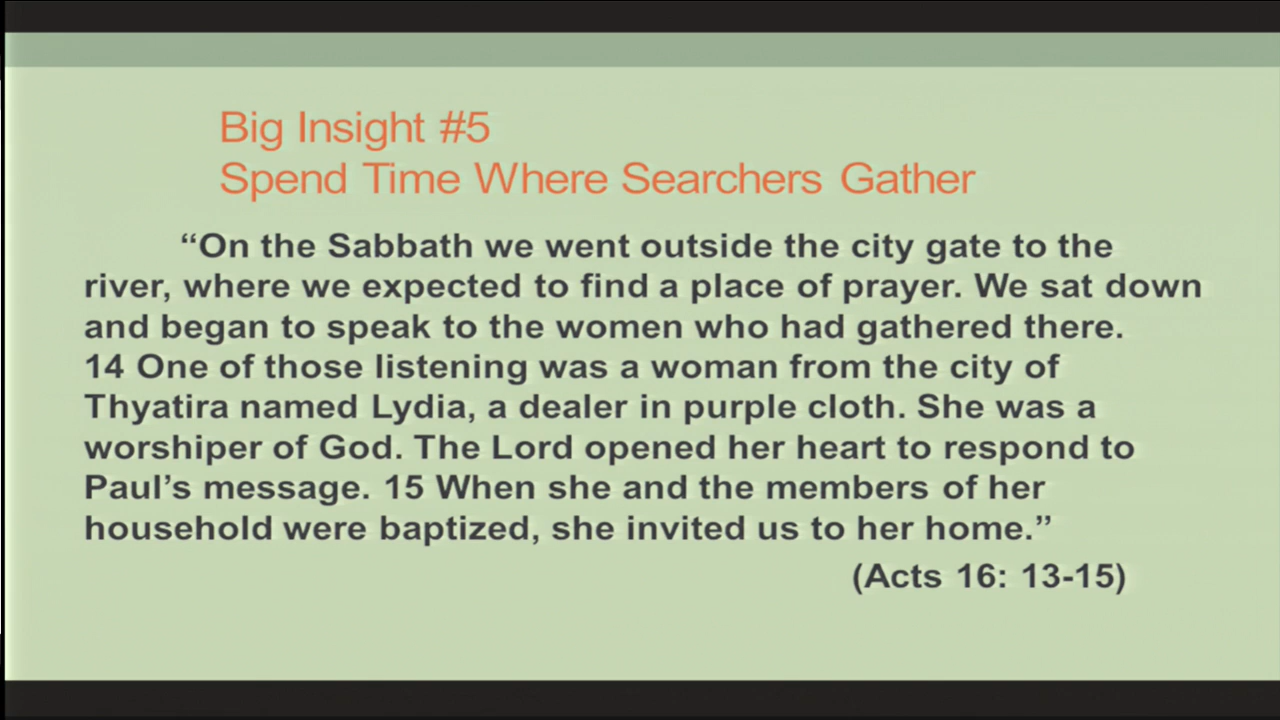 Big Insight #5
Spend Time Where Searchers Gather
“On the Sabbath we went outside the city gate to the
river, where we expected to find a place of prayer. We sat down
and began to speak to the women who had gathered there.
14 One of those listening was a woman from the city of
Thyatira named Lydia, a dealer in purple cloth. She was a
worshiper of God. The Lord opened her heart to respond to
Paul’s message. 15 When she and the members of her
household were baptized, she invited us to her home.”
(Acts 16: 13-15)